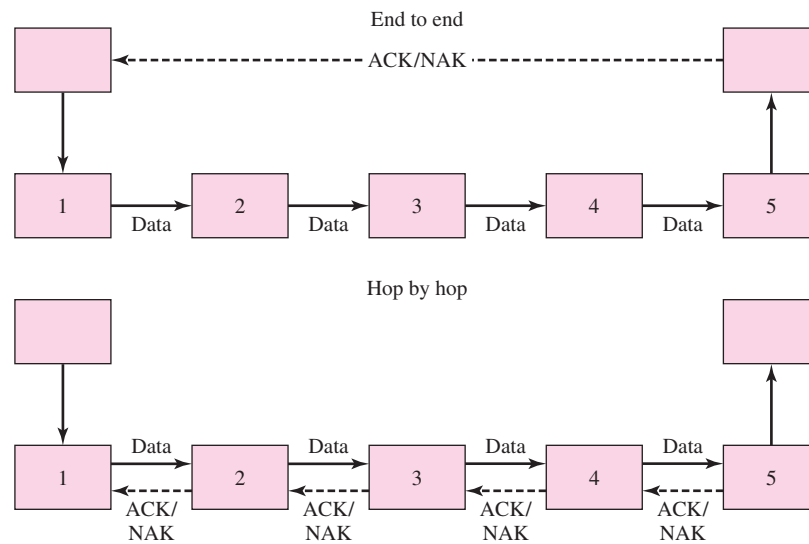 End to end
ACK/NAK
1
2
3
4
5
Data
Data
Data
Data
Hop by hop
Data
Data
Data
Data
1
2
3
4
5
ACK/
NAK
ACK/
NAK
ACK/
NAK
ACK/
NAK